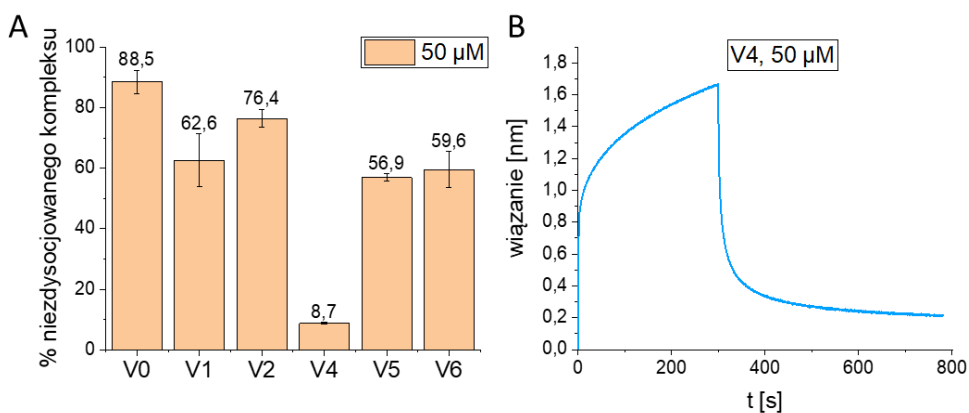 A
% niezdysocjowanego kompleksu
100
80
60
40
20
0
50 µM
88,5
62,6
76,4
8,7
56,9
59,6
V0 V1 V2 V4 V5 V6
B
V4, 50 µM
wiązanie [nm]
1,8
1,6
1,4
1,2
1,0
0,8
0,6
0,4
0,2
0,0
0 200 400 600 800
t [s]